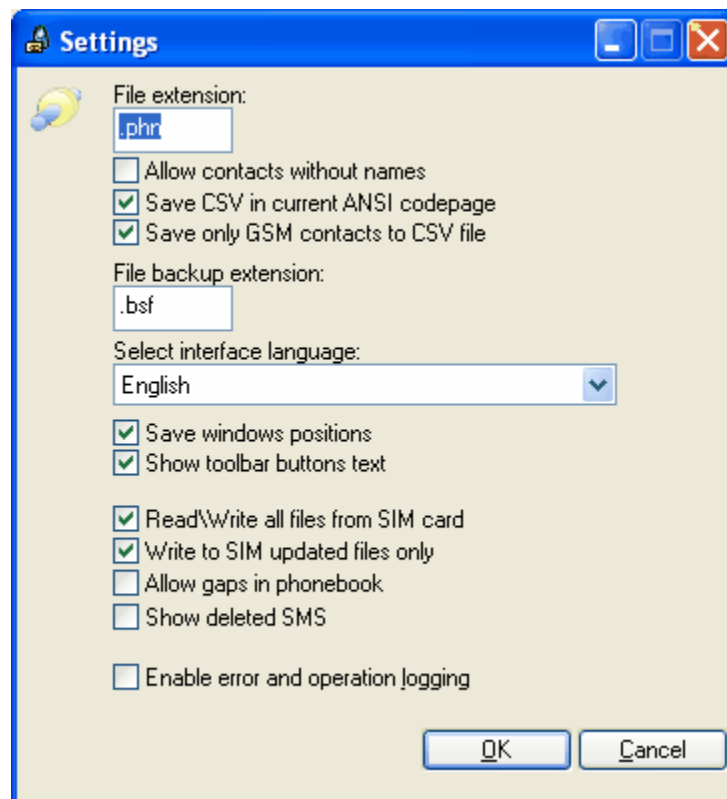 Settings
File extension:
.phn
Allow contacts without names
Save CSV in current ANSI codepage
Save only GSM contacts to CSV file
File backup extension:
.bsf
Select interface language:
English
Save windows positions
Show toolbar buttons text
Read\Write all files from SIM card
Write to SIM updated files only
Allow gaps in phonebook
Show deleted SMS
Enable error and operation logging
OK Cancel